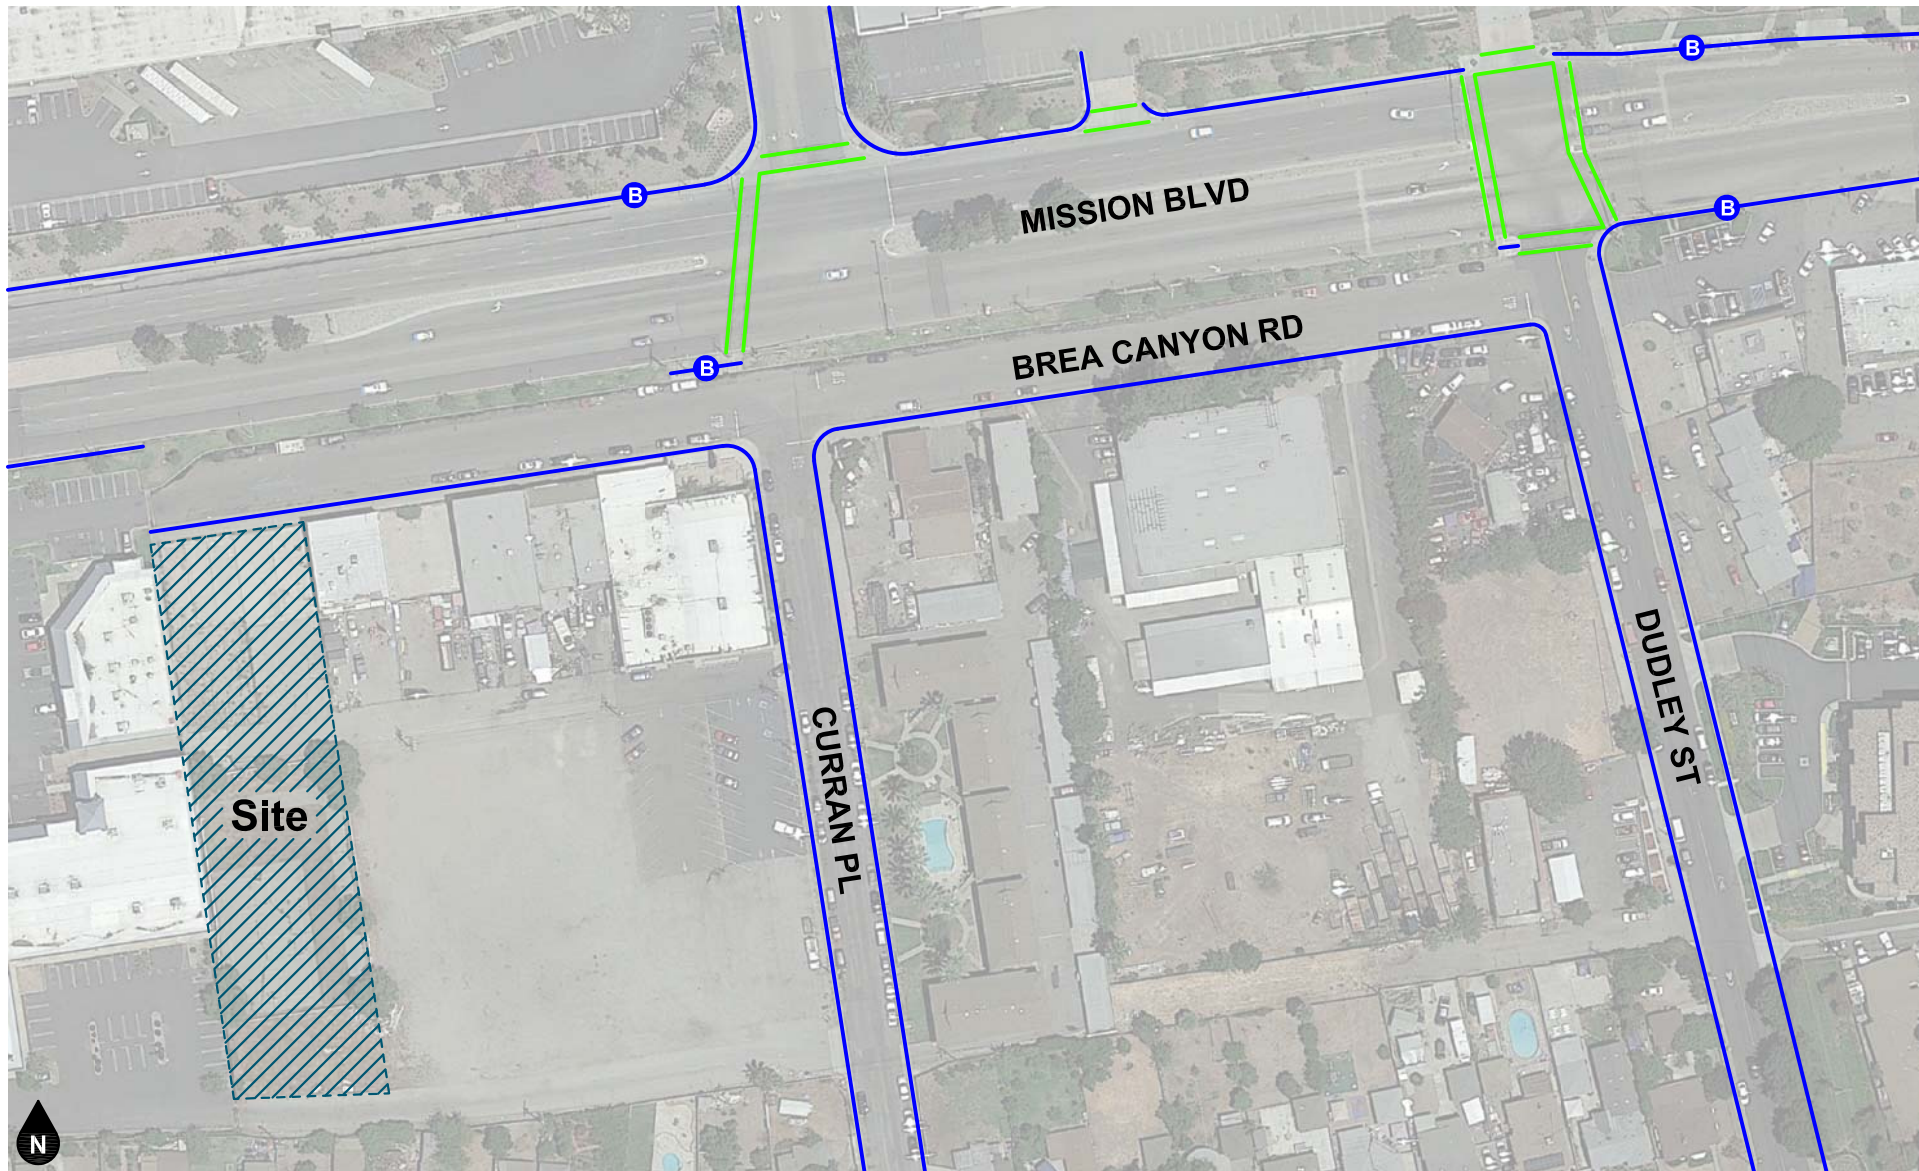 B
B
MISSION BLVD
B
B
BREA CANYON RD
DUDLEY ST
CURRAN PL
Site
N